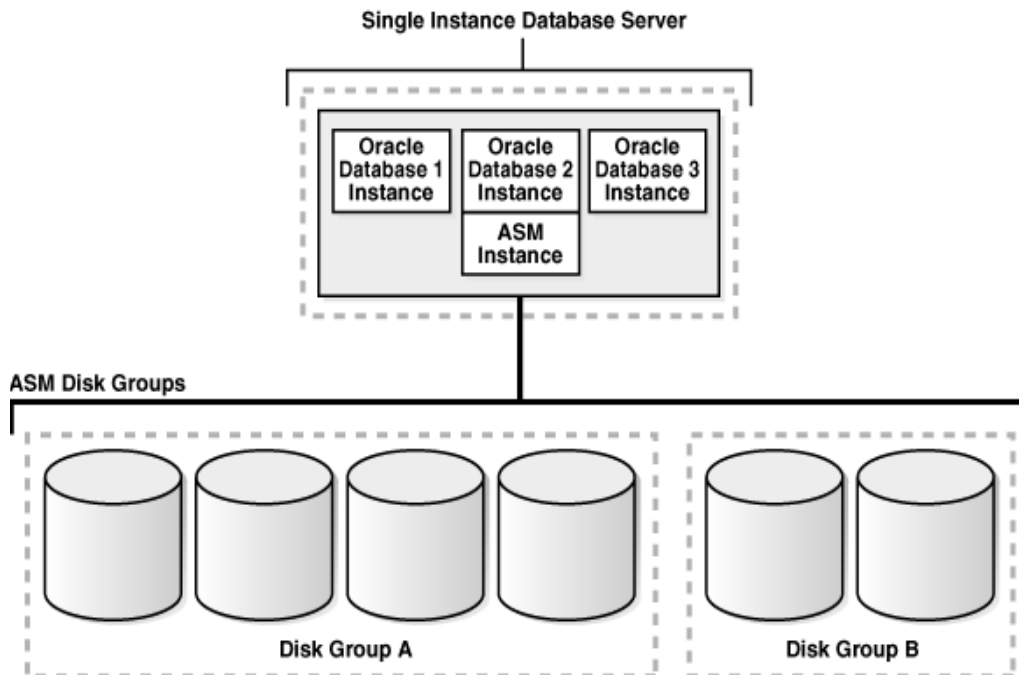 Single Instance Database Server
Oracle
Database 1
Instance
Oracle
Database 2
Instance
Oracle
Database 3
Instance
ASM
Instance
ASM Disk Groups
Disk Group A
Disk Group B